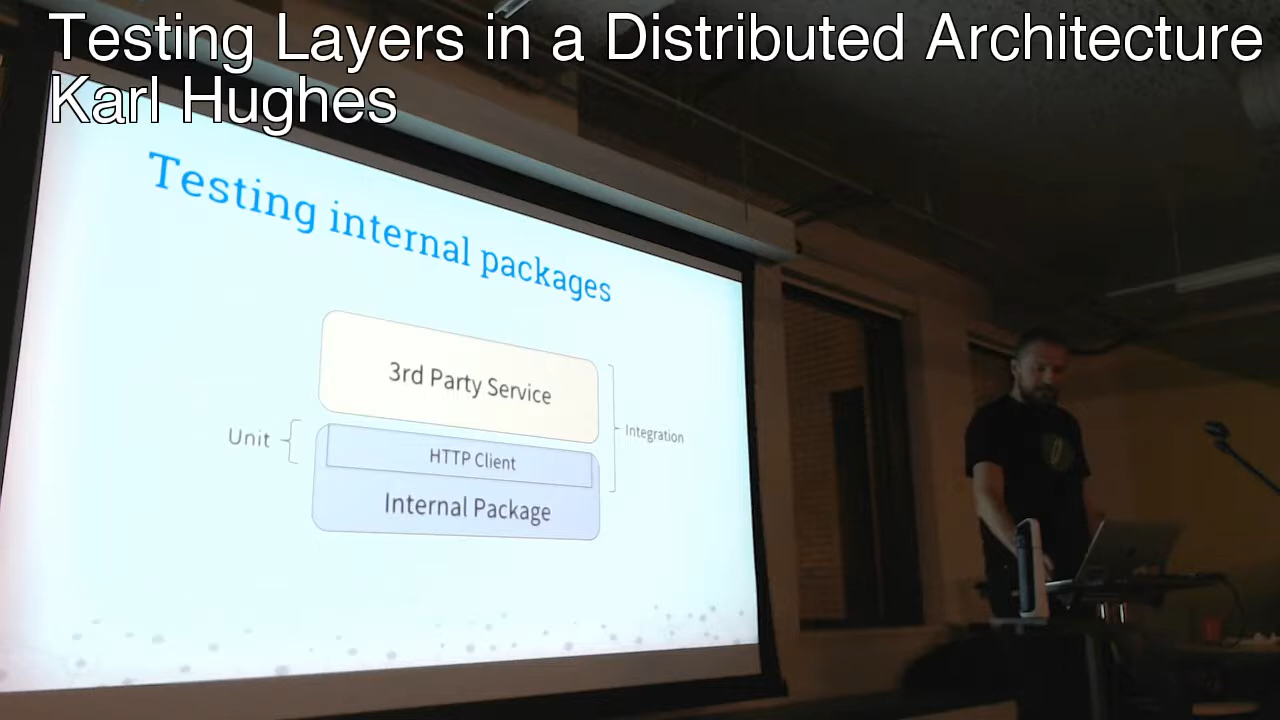 Testing Layers in a Distributed Architecture
Karl Hughes
Testing internal packages
3rd Party Service
Unit
Integration
HTTP Client
Internal Package